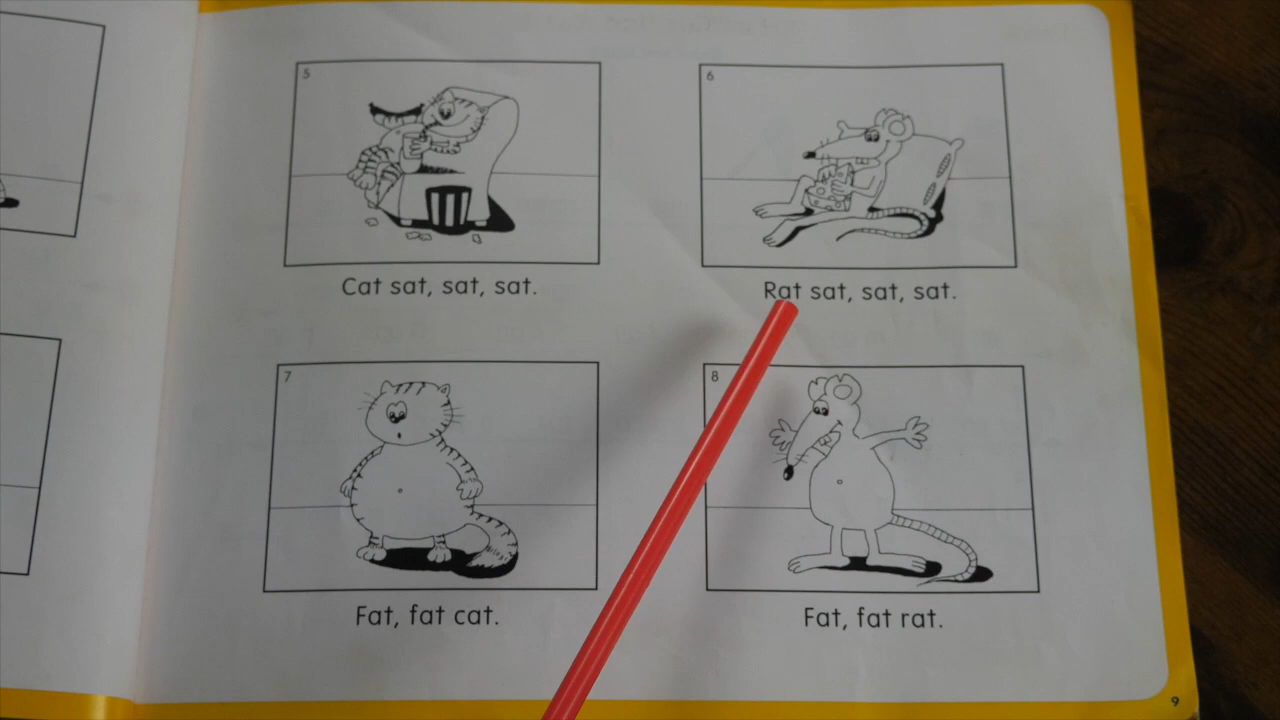 5
6
Cat sat, sat, sat.
Rat sat, sat, sat.
7
8
Fat, fat cat.
Fat, fat rat.
9